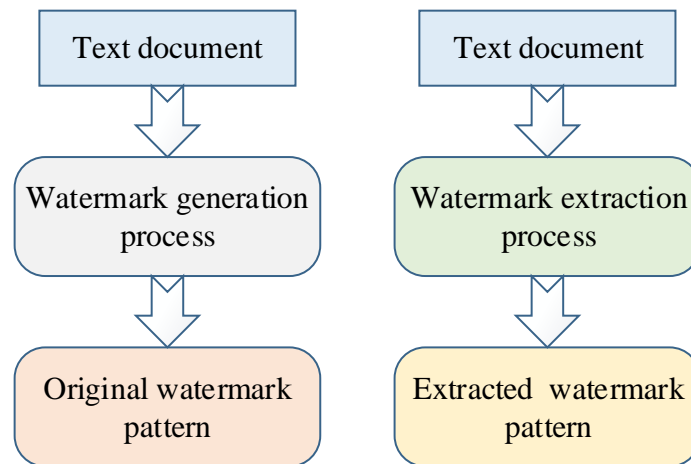 Text document
Text document
Watermark generation
process
Watermark extraction
process
Original watermark
pattern
Extracted  watermark
pattern